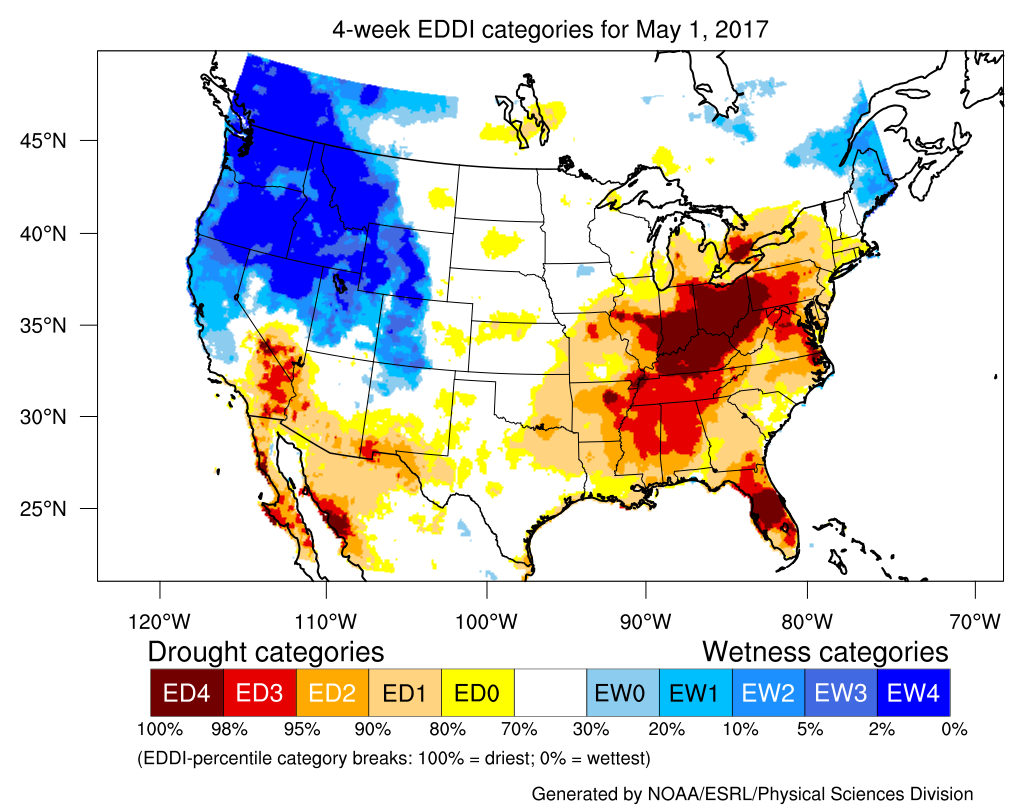 4-week EDDI categories for May 1, 2017
45°N
40°N
35°N
30°N
25°N
120°W 110°W 100°W 90°W 80°W 70°W
Drought categories Wetness categories
ED4 ED3 ED2 ED1 ED0 EW0 EW1 EW2 EW3 EW4
100% 98% 95% 90% 80% 70% 30% 20% 10% 5% 2% 0%
(EDDI-percentile category breaks: 100% = driest; 0% = wettest)
Generated by NOAA/ESRL/Physical Sciences Division